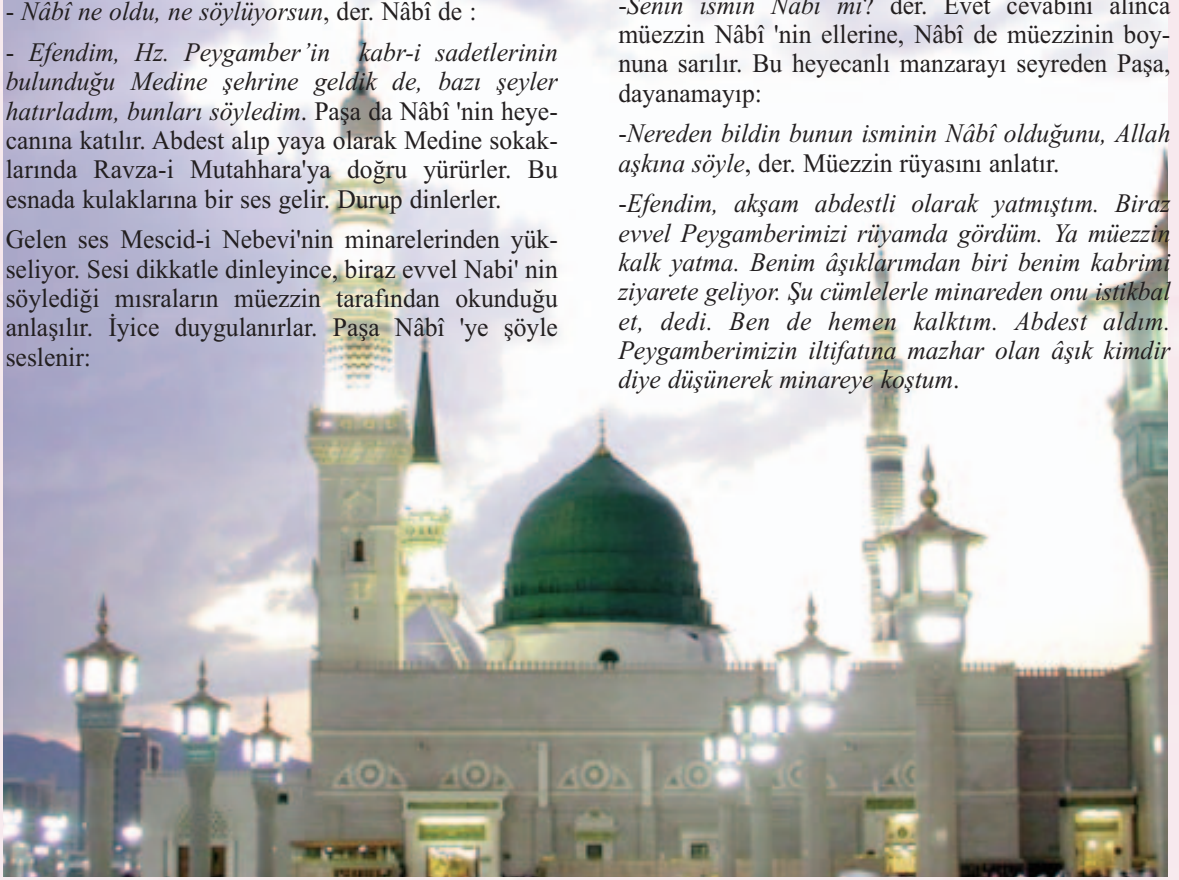 - Nâbî ne oldu, ne söylüyorsun, der. Nâbî de :
- Efendim, Hz. Peygamber’in kabr-i sadetlerinin
bulunduğu Medine şehrine geldik de, bazı şeyler
hatırladım, bunları söyledim. Paşa da Nâbî 'nin heye-
canına katılır. Abdest alıp yaya olarak Medine sokak-
larında Ravza-i Mutahhara'ya doğru yürürler. Bu
esnada kulaklarına bir ses gelir. Durup dinlerler.
Gelen ses Mescid-i Nebevi'nin minarelerinden yük-
seliyor. Sesi dikkatle dinleyince, biraz evvel Nabi' nin
söylediği mısraların müezzin tarafından okunduğu
anlaşılır. İyice duygulanırlar. Paşa Nâbî 'ye şöyle
seslenir:
-Senin ismin Nâbî mi? der. Evet cevabını alınca
müezzin Nâbî 'nin ellerine, Nâbî de müezzinin boy-
nuna sarılır. Bu heyecanlı manzarayı seyreden Paşa,
dayanamayıp:
-Nereden bildin bunun isminin Nâbî olduğunu, Allah
aşkına söyle, der. Müezzin rüyasını anlatır.
-Efendim, akşam abdestli olarak yatmıştım. Biraz
evvel Peygamberimizi rüyamda gördüm. Ya müezzin
kalk yatma. Benim âşıklarımdan biri benim kabrimi
ziyarete geliyor. Şu cümlelerle minareden onu istikbal
et, dedi. Ben de hemen kalktım. Abdest aldım.
Peygamberimizin iltifatına mazhar olan âşık kimdir
diye düşünerek minareye koştum.